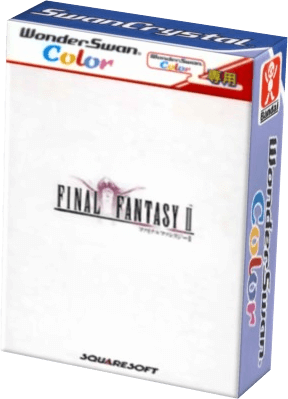 SwanCrystal
WonderSwan
Color
WonderSwan
Color
専用
Bandai
FINAL FANTASY II
ファイナルファンタジーII
SQUARESOFT
WonderSwan
Color